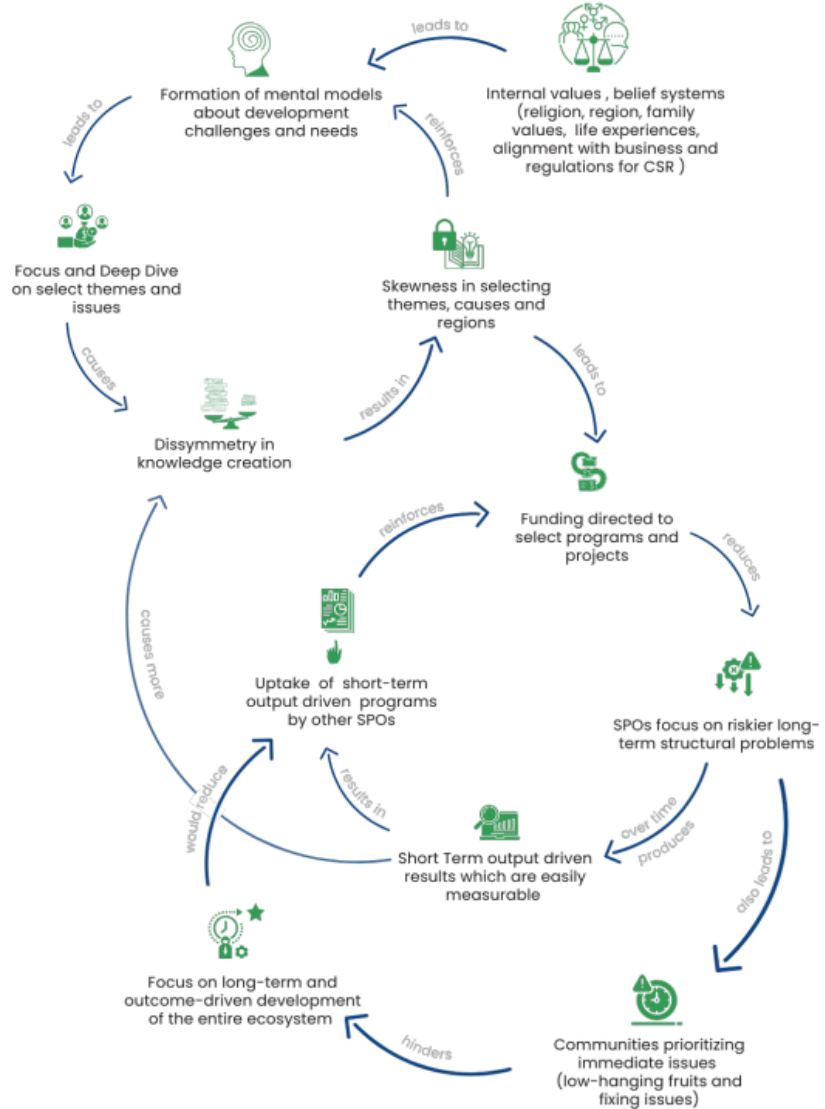 leads to
Formation of mental models
about development
challenges and needs
Internal values , belief systems
(religion, region, family
values, life experiences,
alignment with business and
regulations for CSR )
leads to
reinforces
Focus and Deep Dive
on select themes and
issues
Skewness in selecting
themes, causes and
regions
causes
results in
leads to
Dissymmetry in
knowledge creation
reinforces
Funding directed to
select programs and
projects
reduces
causes more
Uptake of short-term
output driven programs
by other SPOs
SPOs focus on riskier long-
term structural problems
would reduce
results in
over time
produces
also leads to
Short Term output driven
results which are easily
measurable
Focus on long-term and
outcome-driven development
of the entire ecosystem
hinders
Communities prioritizing
immediate issues
(low-hanging fruits and
fixing issues)